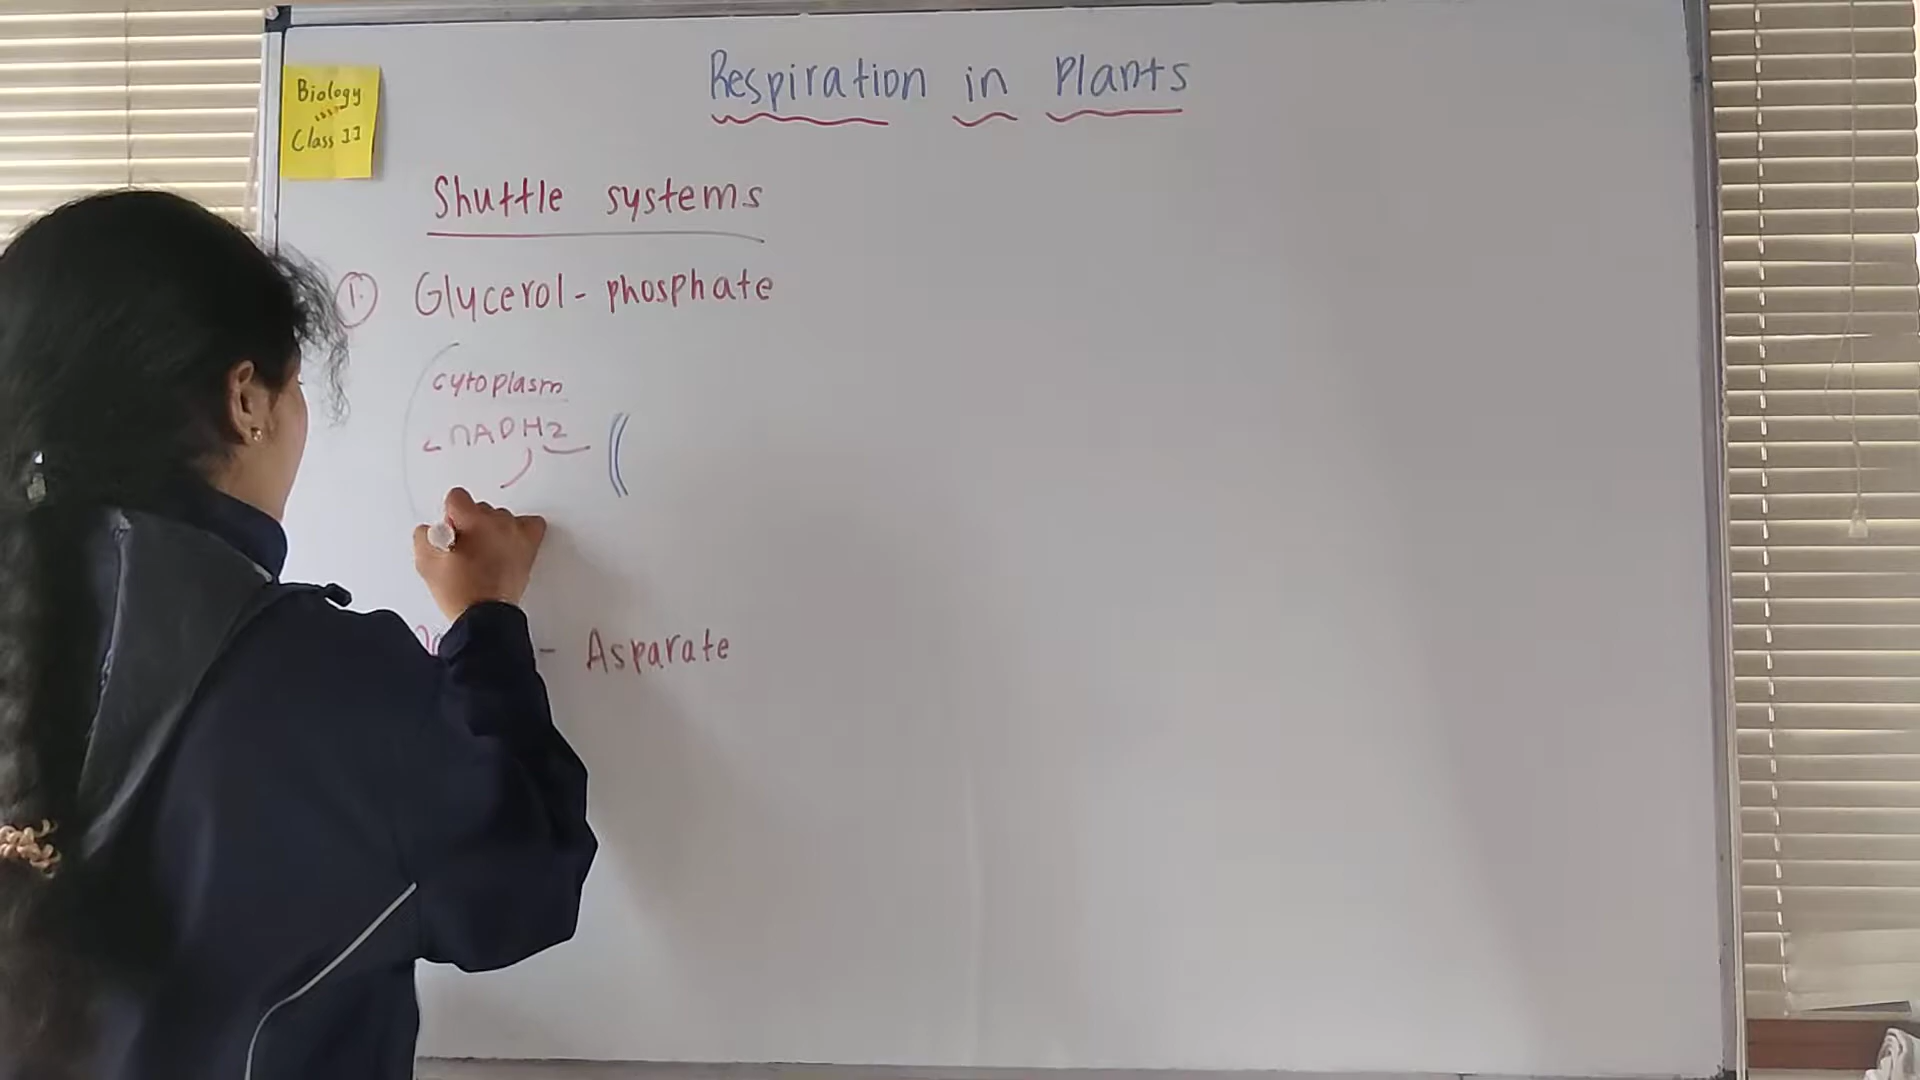 Respiration in Plants
Biology
Class 11
Shuttle systems
1. Glycerol - phosphate
cytoplasm
NADH2
- Asparate